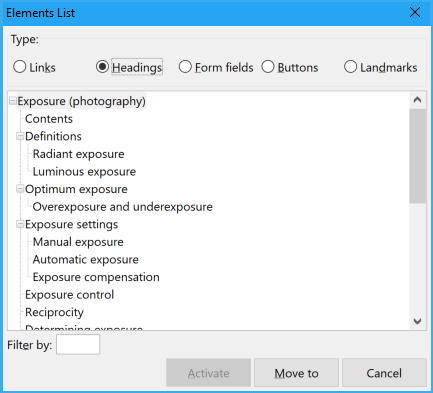 Elements List
Type:
Links Headings Form fields Buttons Landmarks
Exposure (photography)
Contents
Definitions
Radiant exposure
Luminous exposure
Optimum exposure
Overexposure and underexposure
Exposure settings
Manual exposure
Automatic exposure
Exposure compensation
Exposure control
Reciprocity
Determining exposure
Filter by:
Activate Move to Cancel